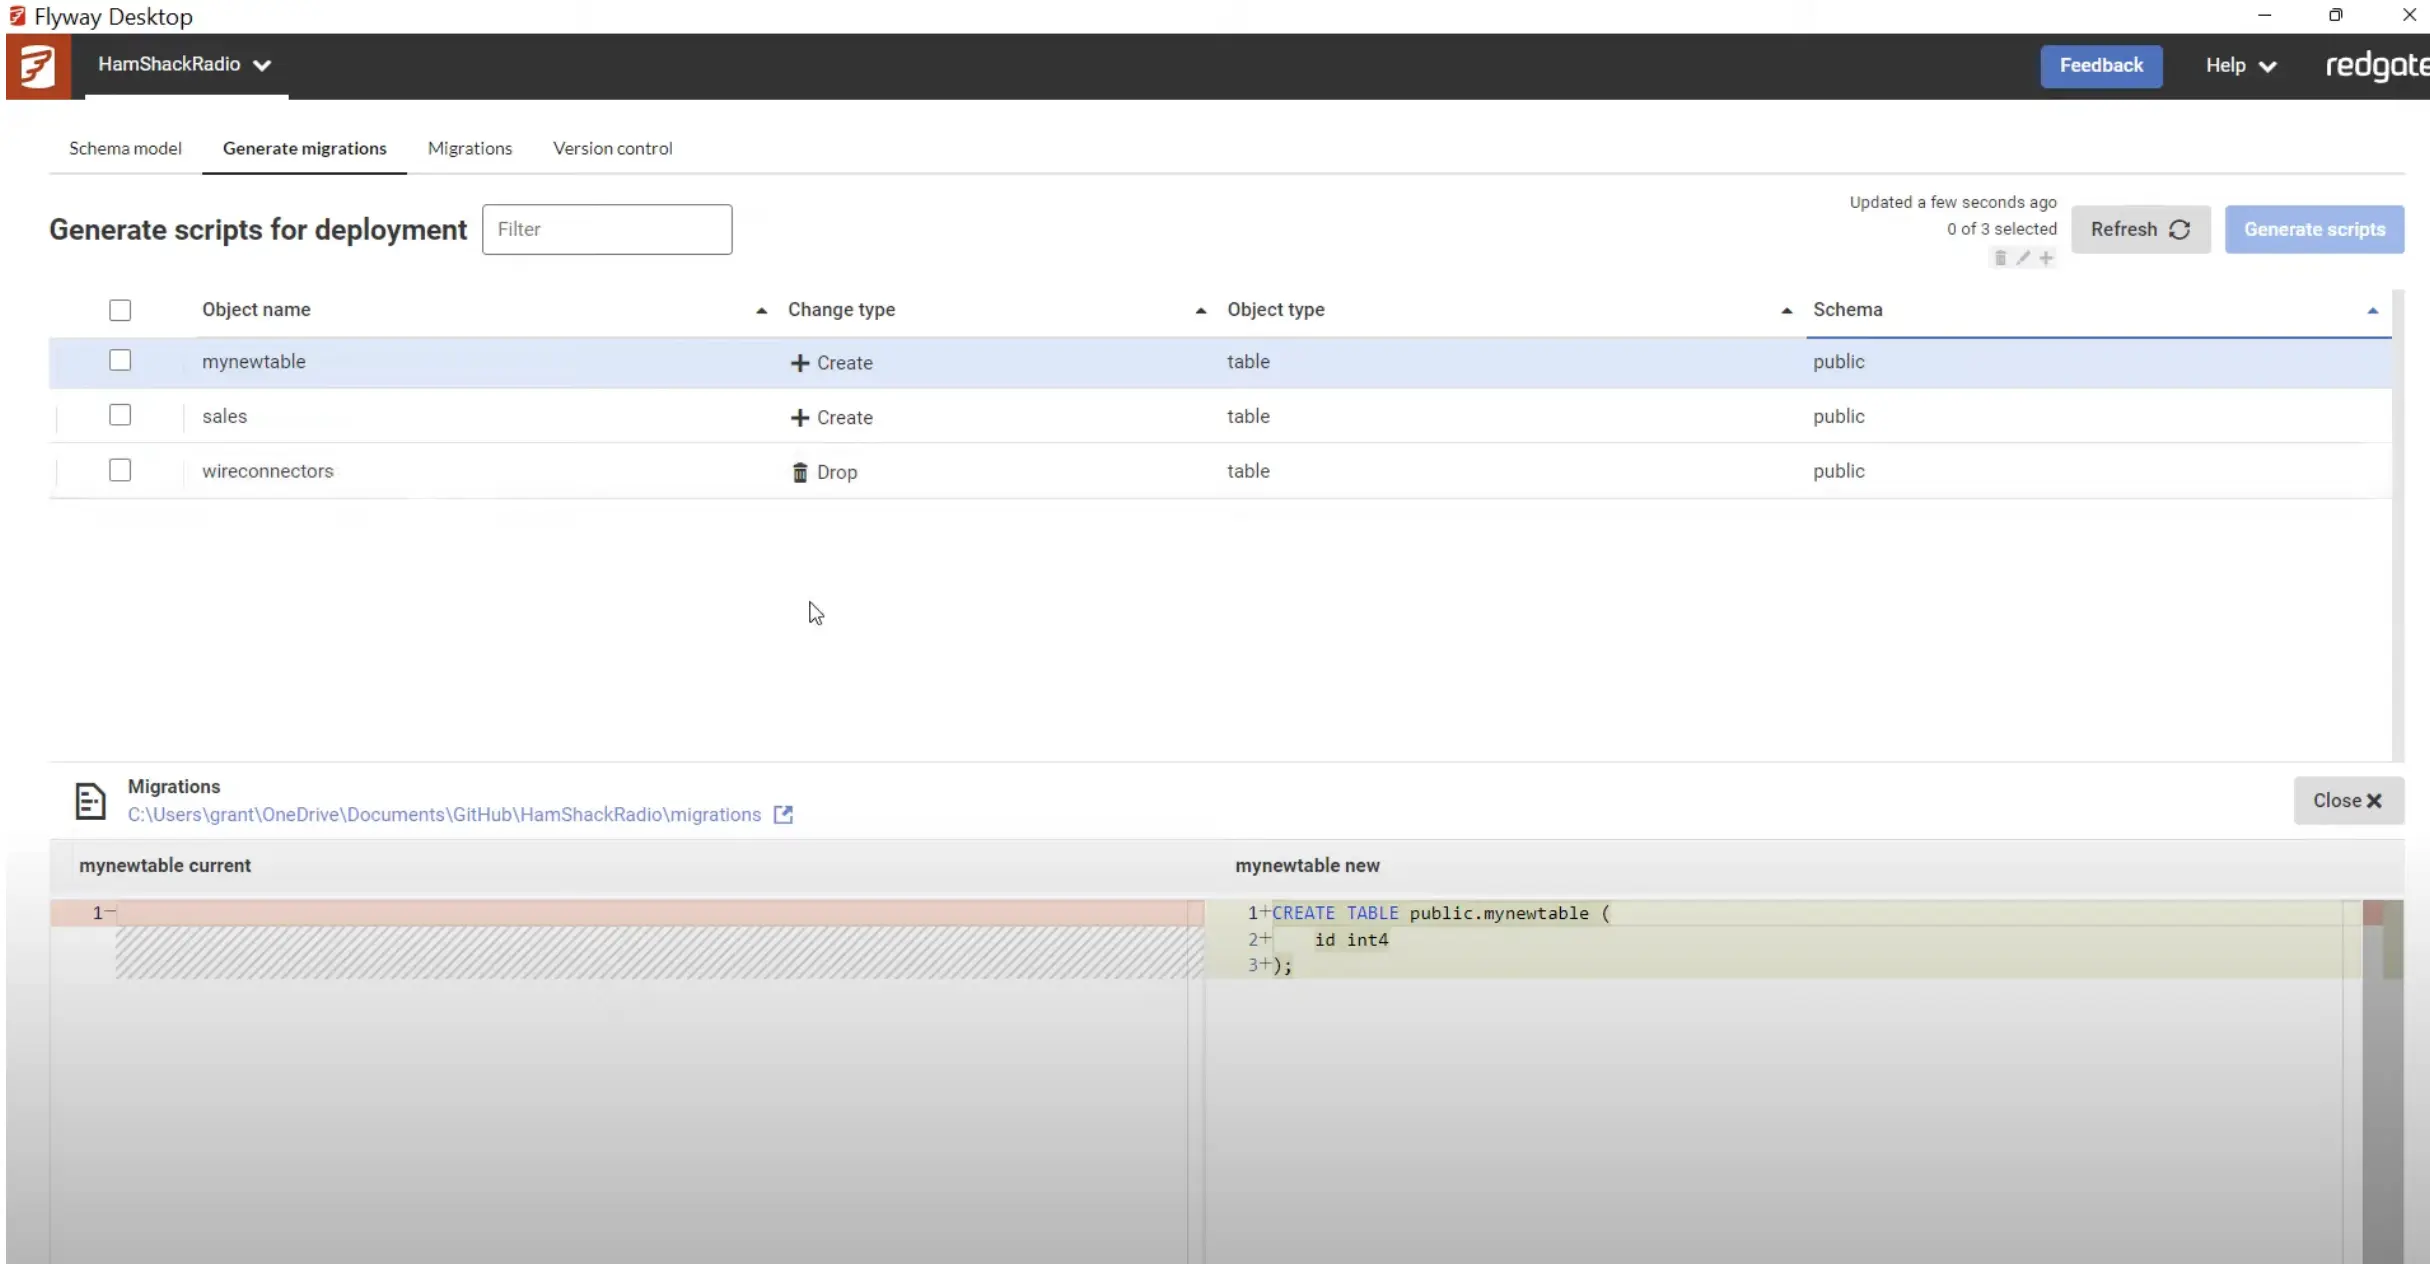 Flyway Desktop
HamShackRadio
Feedback
Help
redgate
Schema model
Generate migrations
Migrations
Version control
Generate scripts for deployment
Filter
Updated a few seconds ago
0 of 3 selected
Refresh
Generate scripts
Object name
Change type
Object type
Schema
mynewtable
Create
table
public
sales
Create
table
public
wireconnectors
Drop
table
public
Migrations
C:\Users\grant\OneDrive\Documents\GitHub\HamShackRadio\migrations
Close
mynewtable current
mynewtable new
1−
1+CREATE TABLE public.mynewtable (
2+    id int4
3+);